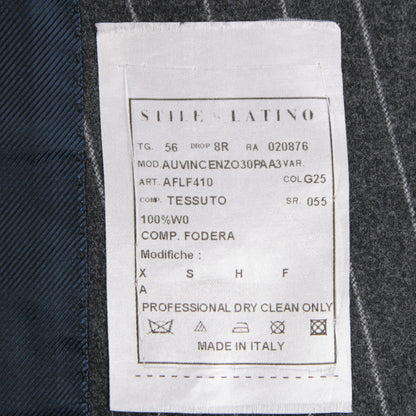 STILE LATINO
TG. 56 DROP 8R RA 020876
MOD. AUVINCENZO30PAA3 VAR.
ART. AFLF410 COL. G25
COMP. TESSUTO SR. 055
100%WO
COMP. FODERA
Modifiche :
X S H F
A
PROFESSIONAL DRY CLEAN ONLY
MADE IN ITALY